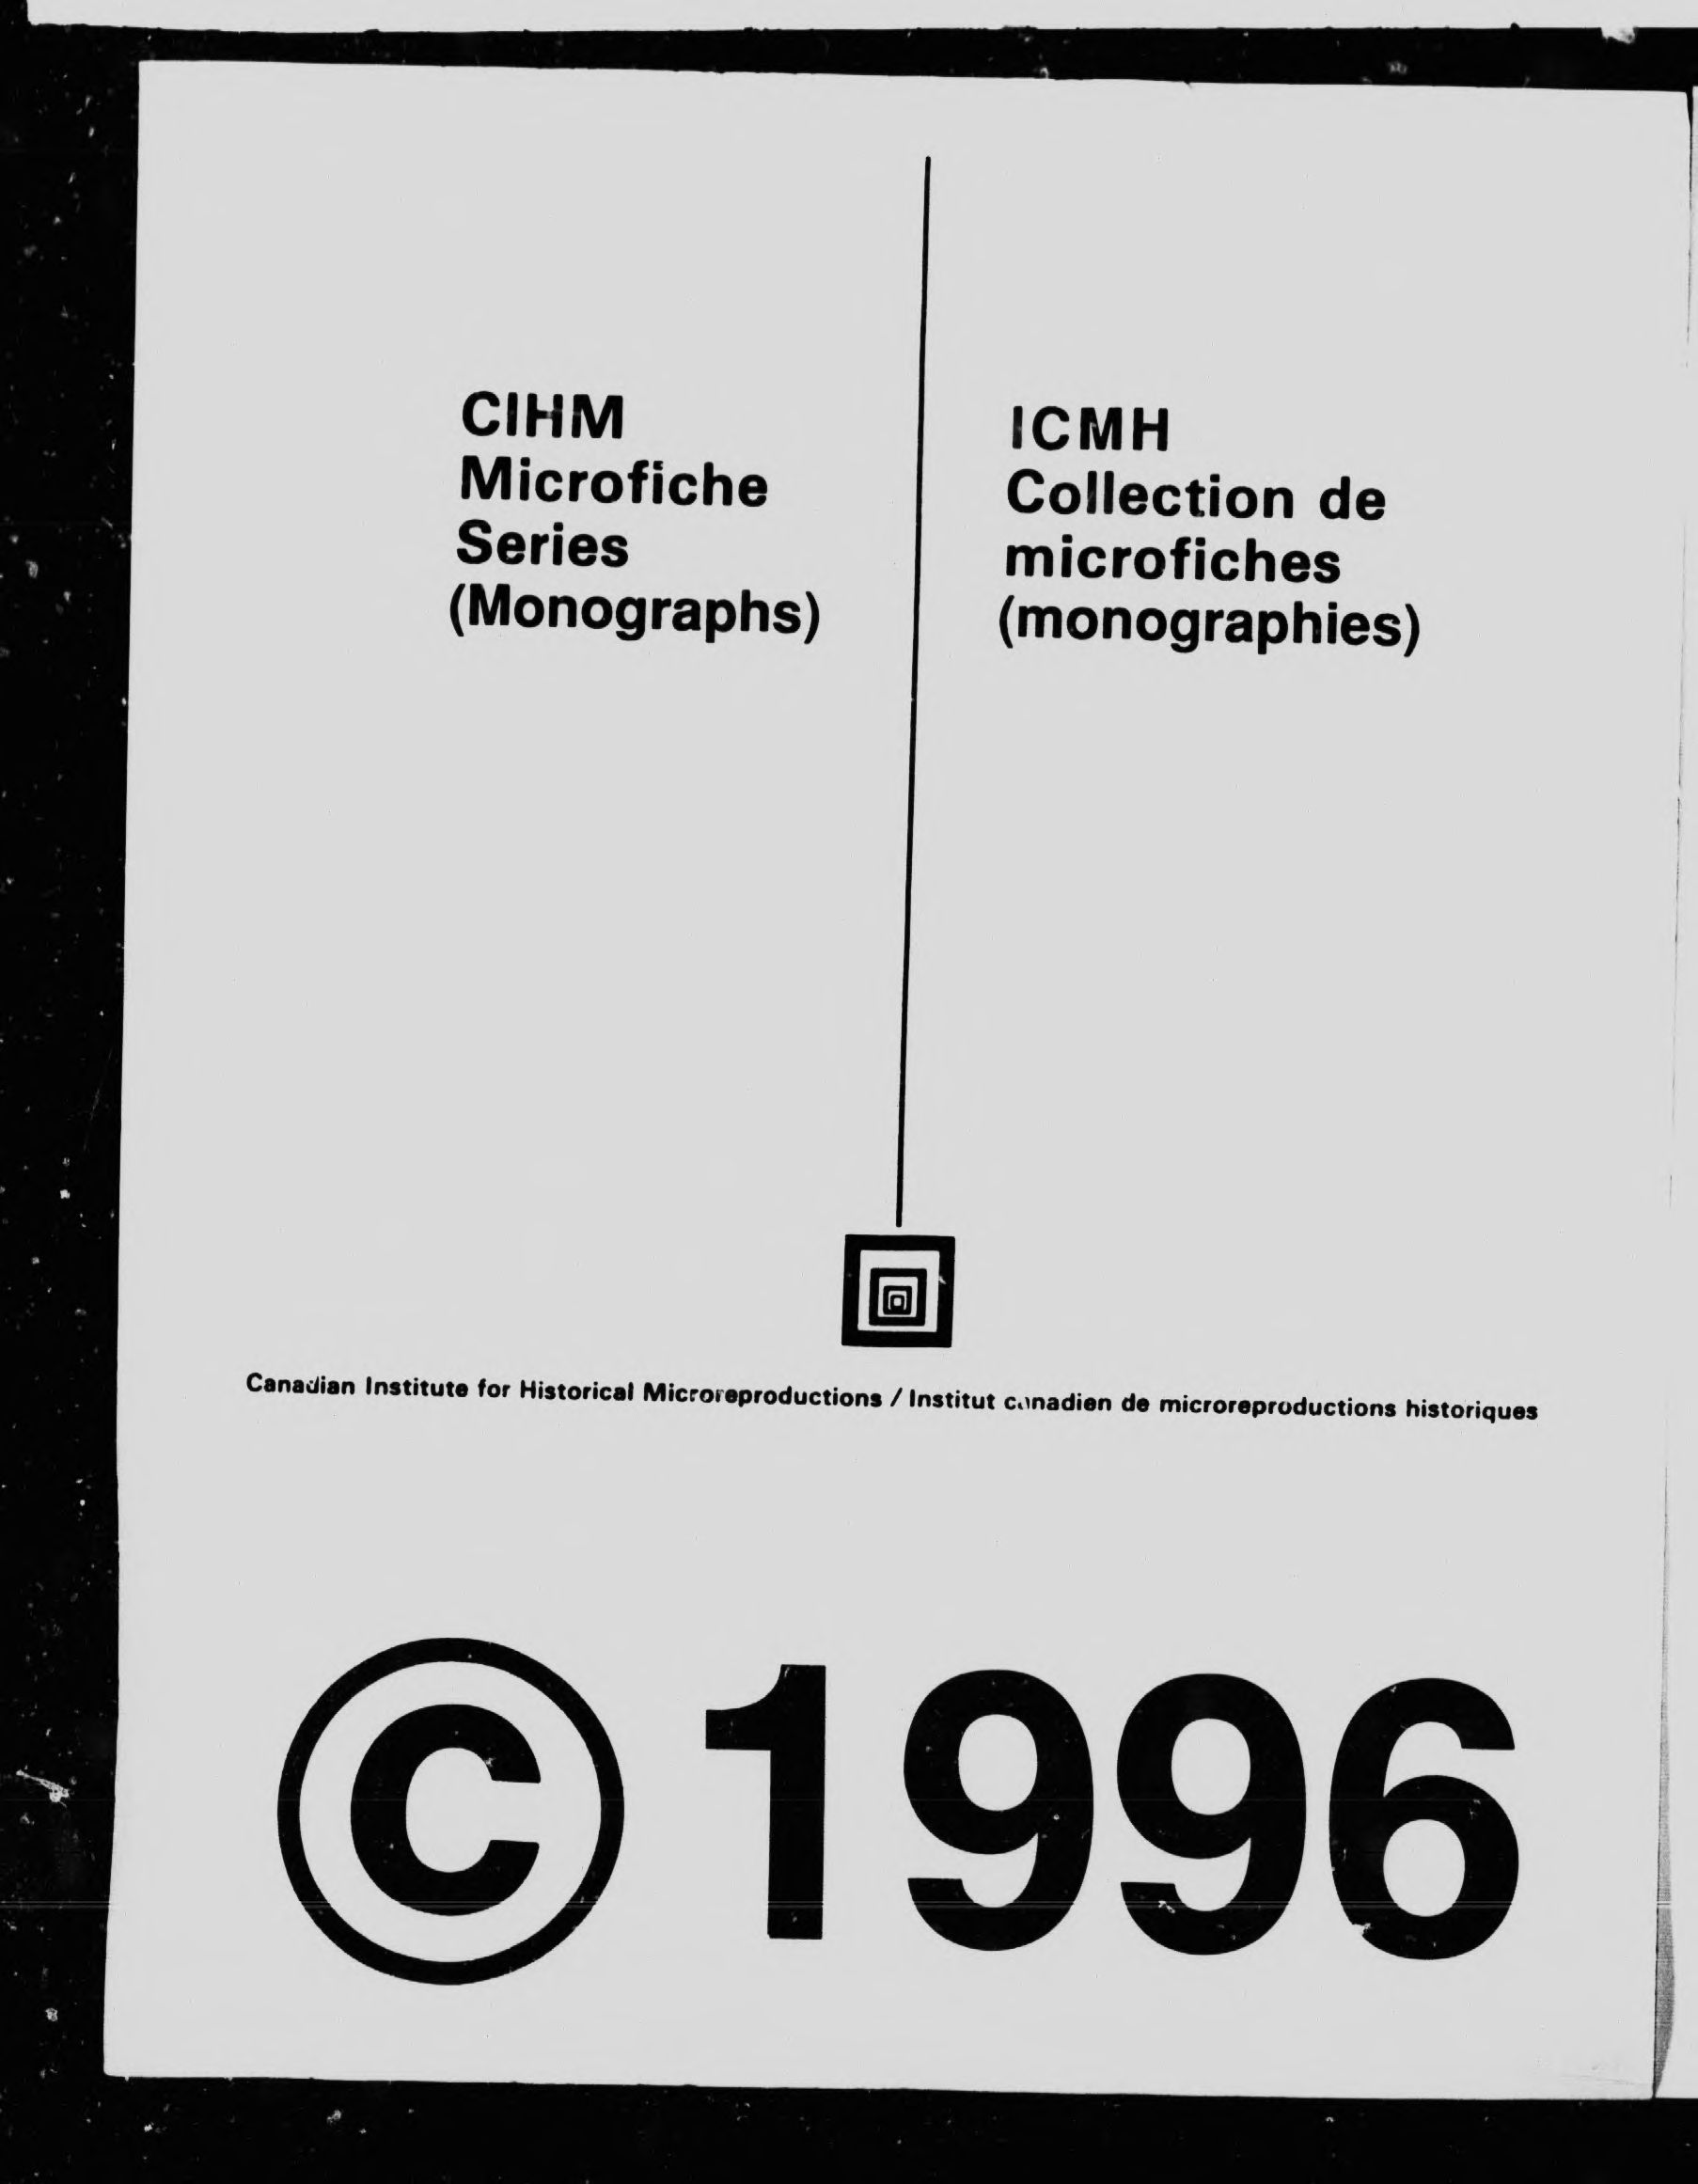 CIHM
Microfiche
Series
(Monographs)
ICMH
Collection de
microfiches
(monographies)
Canadian Institute for Historical Microreproductions / Institut canadien de microreproductions historiques
©1996